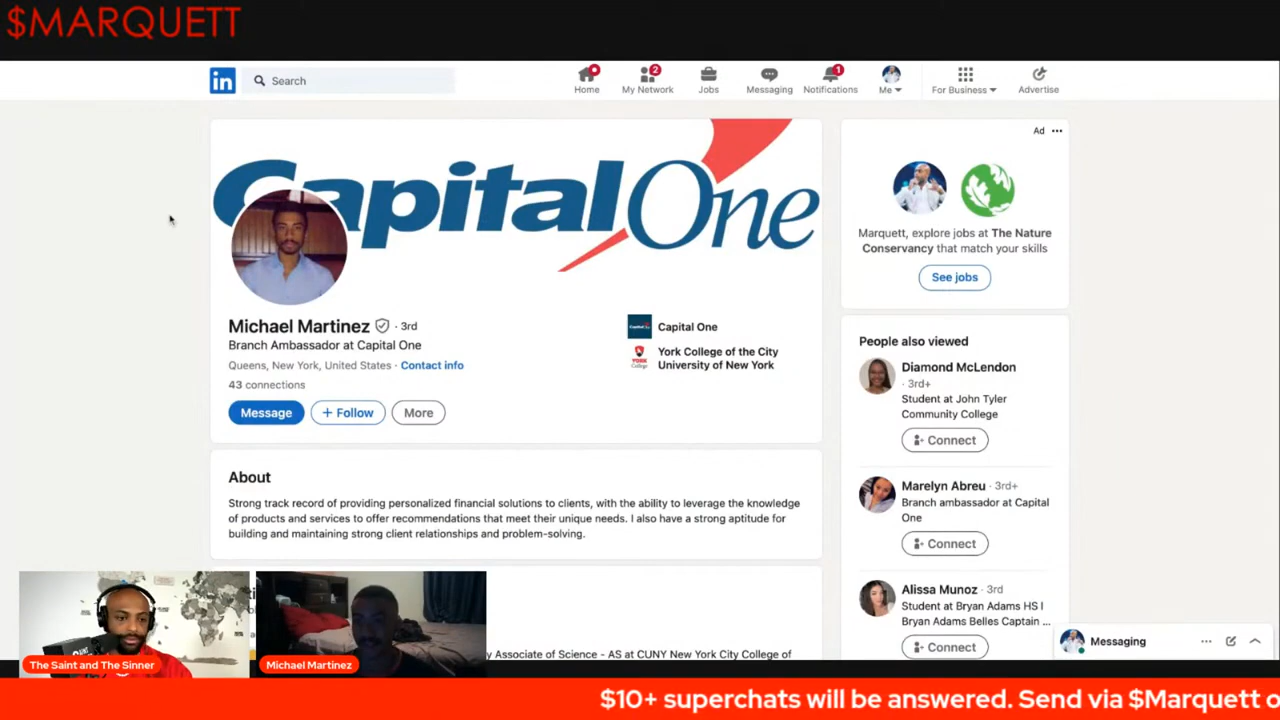 $MARQUETT
in
Search
2
1
Home
My Network
Jobs
Messaging
Notifications
Me
For Business
Advertise
Capital One
Ad
Marquett, explore jobs at The Nature
Conservancy that match your skills
See jobs
Michael Martinez · 3rd
Branch Ambassador at Capital One
Queens, New York, United States · Contact info
43 connections
Message
+ Follow
More
Capital One
York College of the City
University of New York
People also viewed
Diamond McLendon
· 3rd+
Student at John Tyler
Community College
Connect
Marelyn Abreu · 3rd+
Branch ambassador at Capital
One
Connect
Alissa Munoz · 3rd
Student at Bryan Adams HS |
Bryan Adams Belles Captain ...
Connect
About
Strong track record of providing personalized financial solutions to clients, with the ability to leverage the knowledge
of products and services to offer recommendations that meet their unique needs. I also have a strong aptitude for
building and maintaining strong client relationships and problem-solving.
Messaging
Associate of Science - AS at CUNY New York City College of
The Saint and The Sinner
Michael Martinez
$10+ superchats will be answered. Send via $Marquett